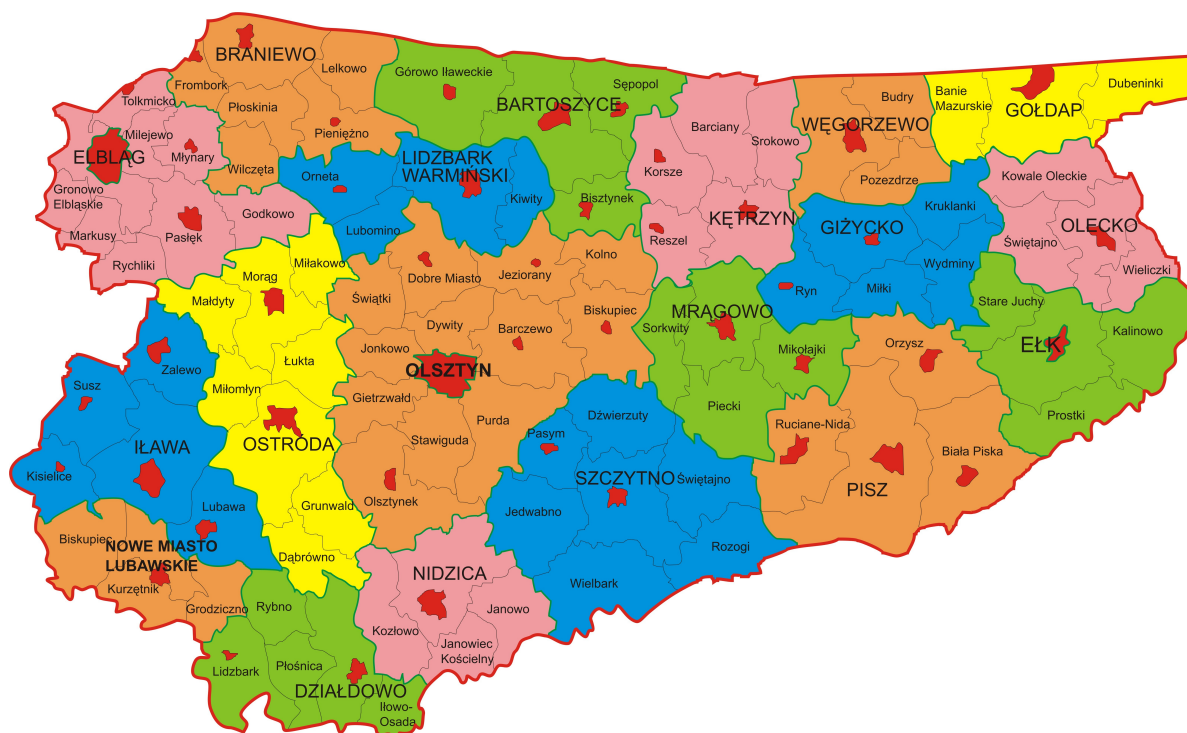 BRANIEWO
Lelkowo
Frombork
Płoskinia
Pieniężno
Wilczęta
Górowo Iławeckie
Sępopol
BARTOSZYCE
Bisztynek
Tolkmicko
Milejewo
Młynary
ELBLĄG
Gronowo
Elbląskie
Markusy
Pasłęk
Godkowo
Rychliki
Orneta
LIDZBARK
WARMIŃSKI
Kiwity
Lubomino
Barciany
Srokowo
Korsze
KĘTRZYN
Reszel
Budry
WĘGORZEWO
Pozezdrze
Banie
Mazurskie
GOŁDAP
Dubeninki
Kowale Oleckie
OLECKO
Świętajno
Wieliczki
Kruklanki
GIŻYCKO
Wydminy
Ryn
Miłki
Miłakowo
Morąg
Małdyty
Łukta
Miłomłyn
OSTRÓDA
Grunwald
Dąbrówno
Dobre Miasto
Jeziorany
Kolno
Świątki
Dywity
Barczewo
Biskupiec
Jonkowo
OLSZTYN
Gietrzwałd
Purda
Stawiguda
Olsztynek
MRĄGOWO
Sorkwity
Mikołajki
Piecki
Stare Juchy
Kalinowo
EŁK
Prostki
Orzysz
Ruciane-Nida
Biała Piska
PISZ
Zalewo
Susz
IŁAWA
Kisielice
Lubawa
Dźwierzuty
Pasym
SZCZYTNO
Świętajno
Jedwabno
Rozogi
Wielbark
Biskupiec
NOWE MIASTO
LUBAWSKIE
Kurzętnik
Grodziczno
NIDZICA
Janowo
Kozłowo
Janowiec
Kościelny
Rybno
Lidzbark
Płośnica
DZIAŁDOWO
Iłowo-
Osada